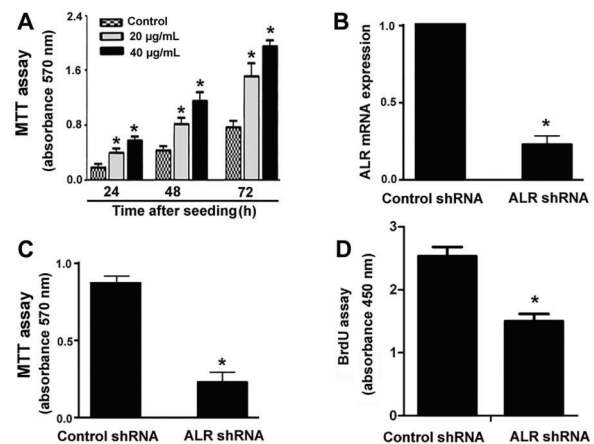 A
Control
20 µg/mL
40 µg/mL
MTT assay
(absorbance 570 nm)
2.4
1.6
0.8
0.0
*
*
*
*
*
*
24
48
72
Time after seeding(h)
B
ALR mRNA expression
1.0
0.5
0.0
*
Control shRNA
ALR shRNA
C
MTT assay
(absorbance 570 nm)
1.0
0.5
0.0
*
Control shRNA
ALR shRNA
D
BrdU assay
(absorbance 450 nm)
3
2
1
0
*
Control shRNA
ALR shRNA